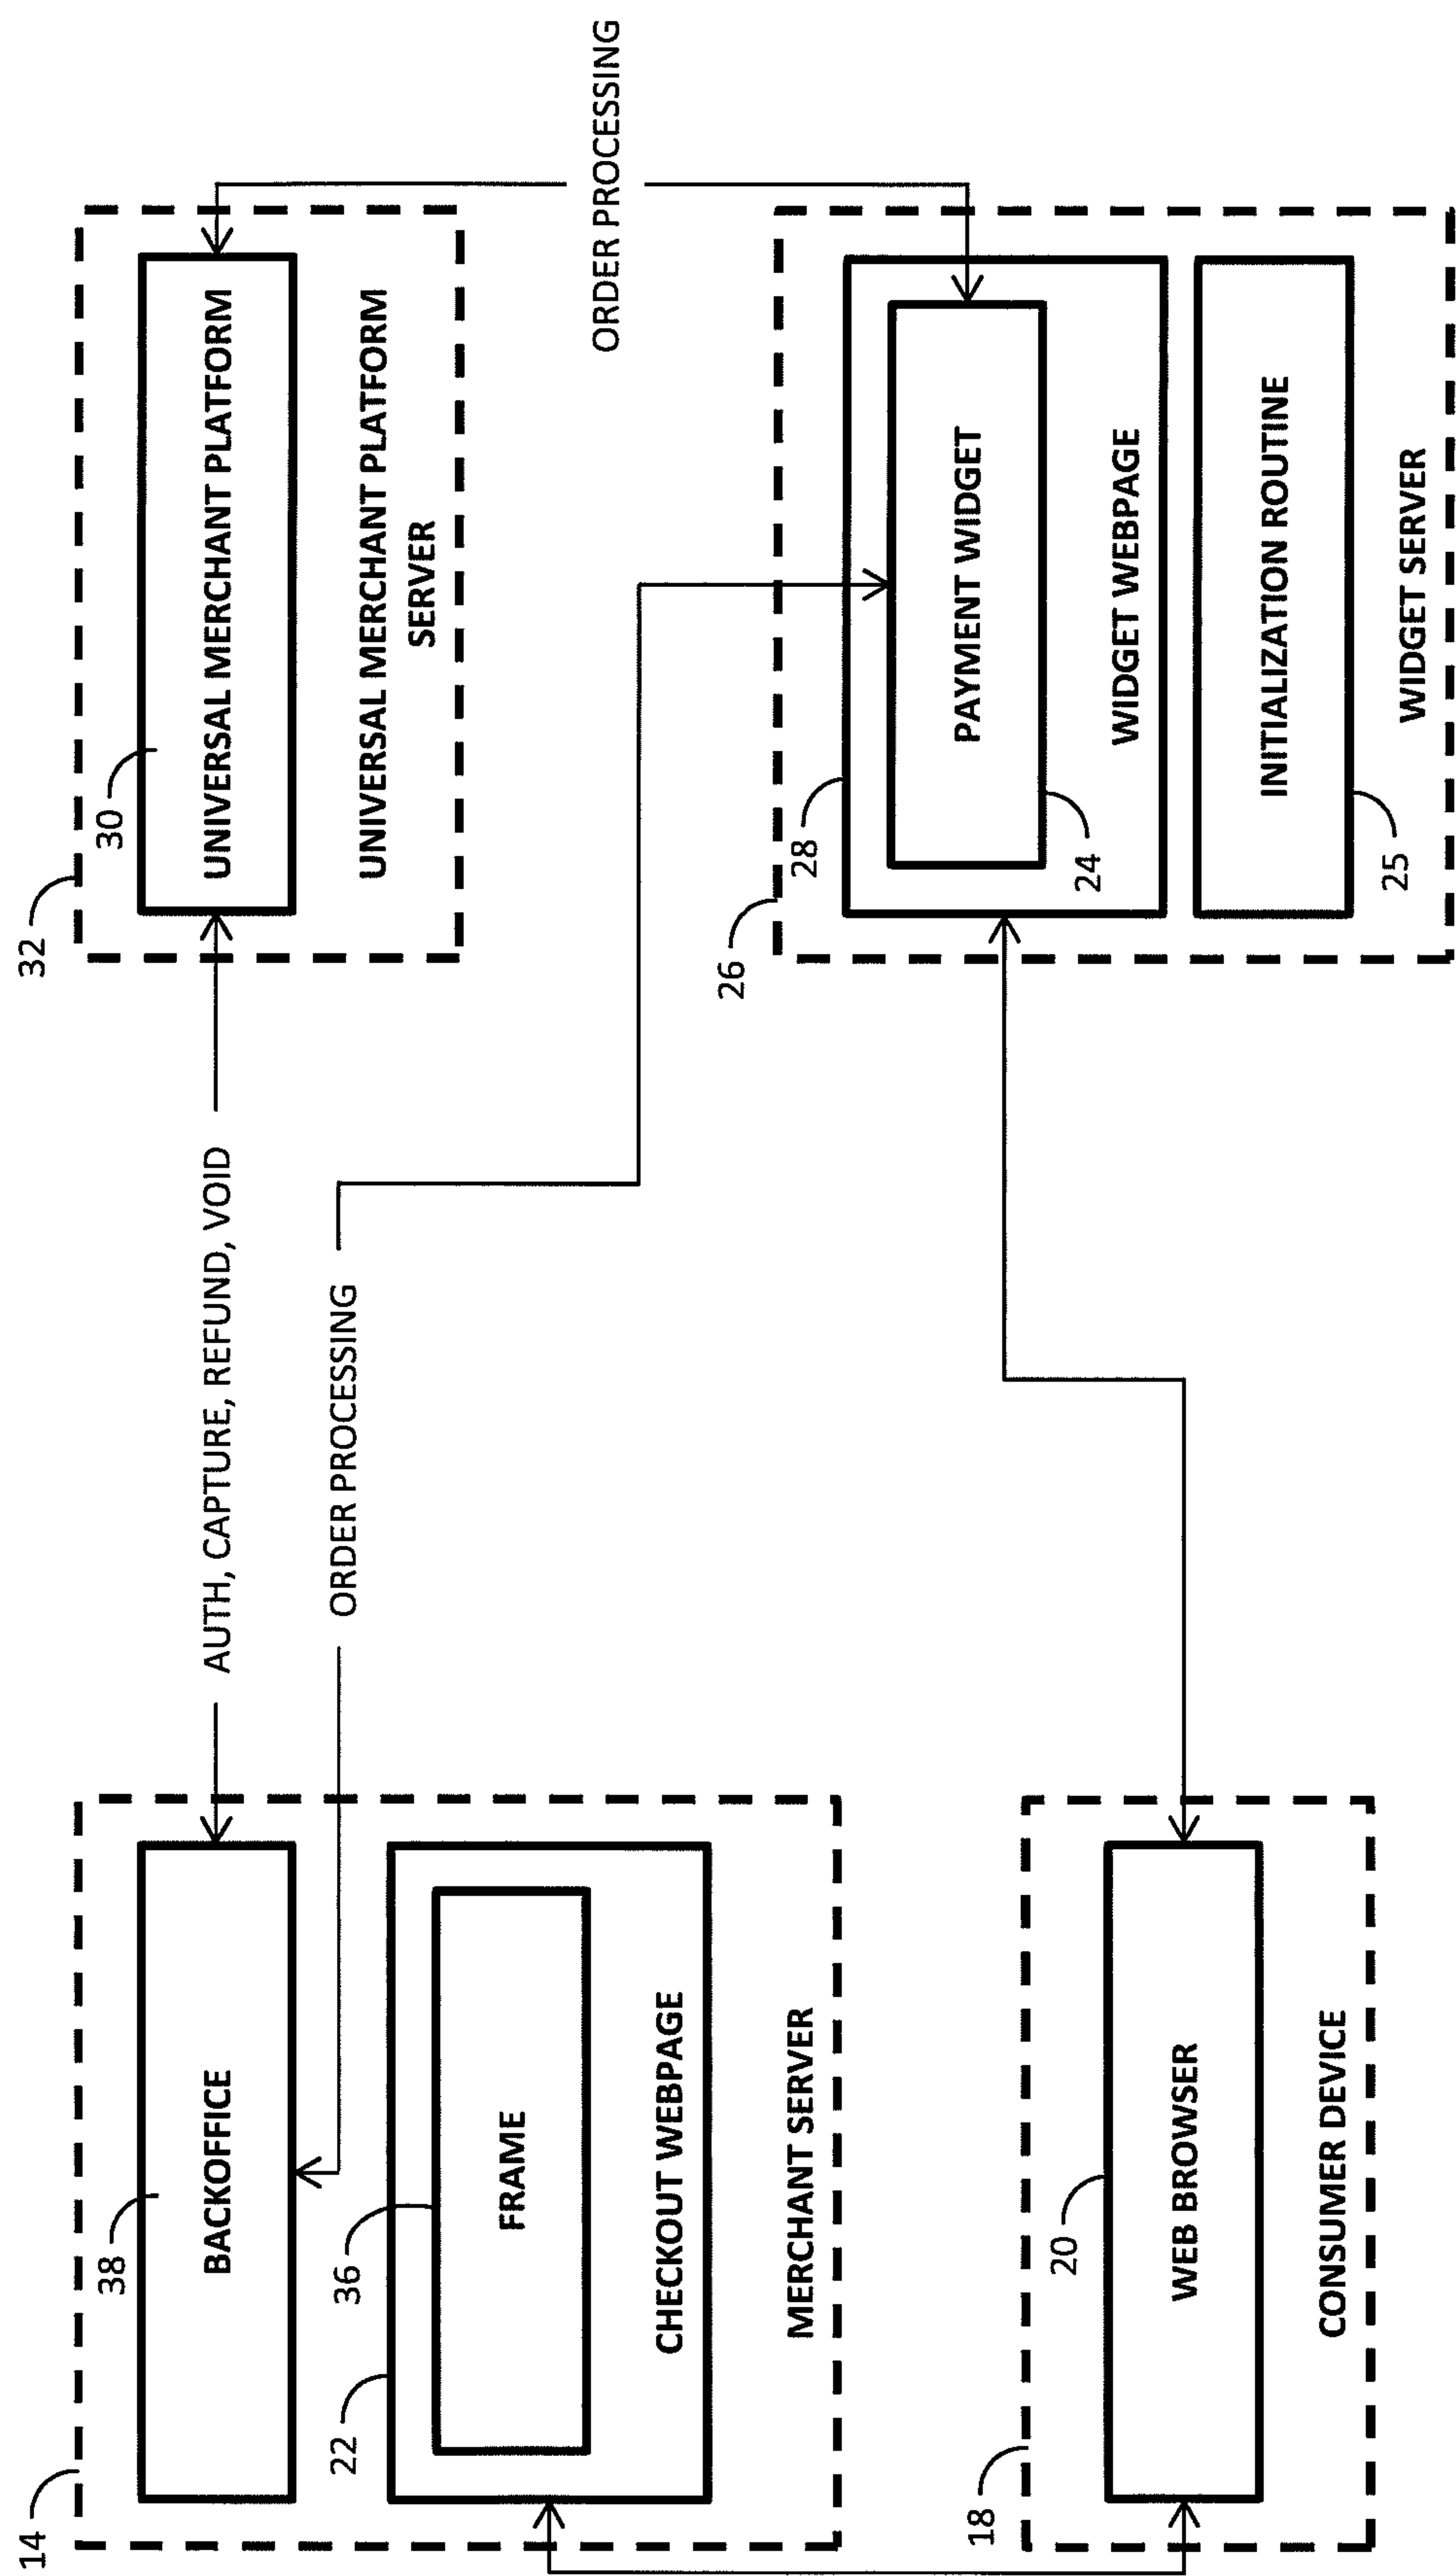 14
38
BACKOFFICE
36
FRAME
22
CHECKOUT WEBPAGE
MERCHANT SERVER
AUTH, CAPTURE, REFUND, VOID
ORDER PROCESSING
32
30
UNIVERSAL MERCHANT PLATFORM
UNIVERSAL MERCHANT PLATFORM
SERVER
ORDER PROCESSING
18
20
WEB BROWSER
CONSUMER DEVICE
26
28
PAYMENT WIDGET
24
WIDGET WEBPAGE
INITIALIZATION ROUTINE
25
WIDGET SERVER